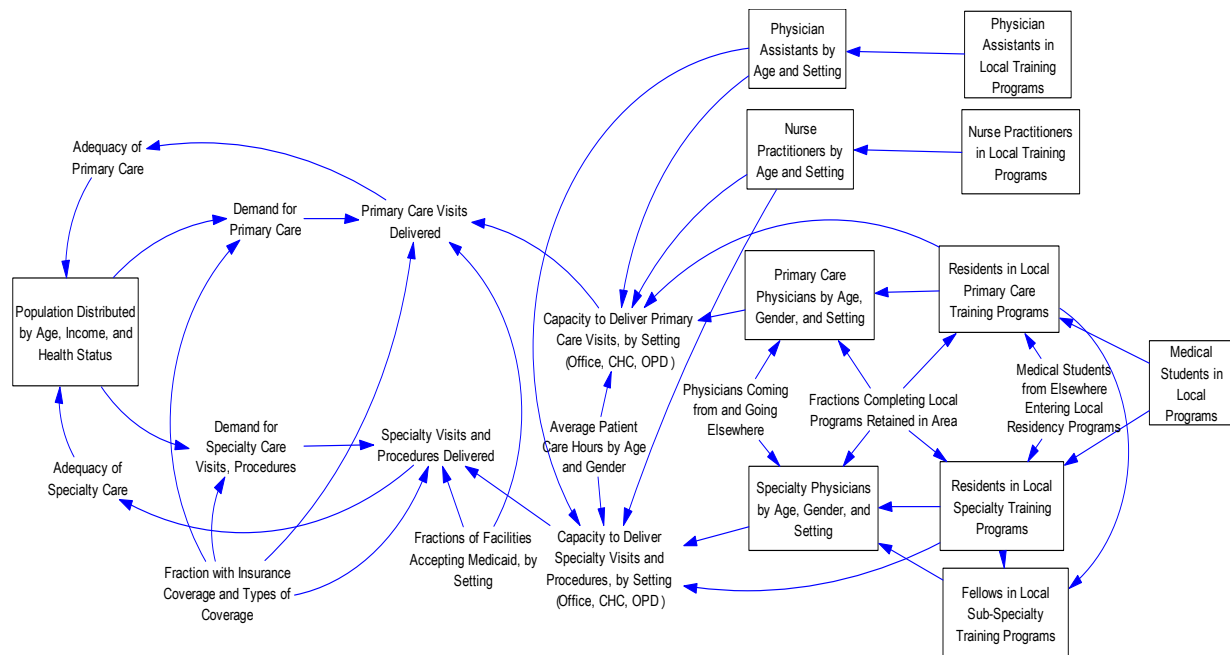 Physician
Assistants by
Age and Setting
Physician
Assistants in
Local Training
Programs
Nurse
Practitioners by
Age and Setting
Nurse Practitioners
in Local Training
Programs
Adequacy of
Primary Care
Demand for
Primary Care
Primary Care Visits
Delivered
Population Distributed
by Age, Income, and
Health Status
Capacity to Deliver Primary
Care Visits, by Setting
(Office, CHC, OPD )
Primary Care
Physicians by Age,
Gender, and Setting
Residents in Local
Primary Care
Training Programs
Medical
Students in
Local
Programs
Physicians Coming
from and Going
Elsewhere
Fractions Completing Local
Programs Retained in Area
Medical Students
from Elsewhere
Entering Local
Residency Programs
Demand for
Specialty Care
Visits, Procedures
Specialty Visits and
Procedures Delivered
Average Patient
Care Hours by Age
and Gender
Adequacy of
Specialty Care
Specialty Physicians
by Age, Gender, and
Setting
Residents in Local
Specialty Training
Programs
Fraction with Insurance
Coverage and Types of
Coverage
Fractions of Facilities
Accepting Medicaid, by
Setting
Capacity to Deliver
Specialty Visits and
Procedures, by Setting
(Office, CHC, OPD )
Fellows in Local
Sub-Specialty
Training Programs